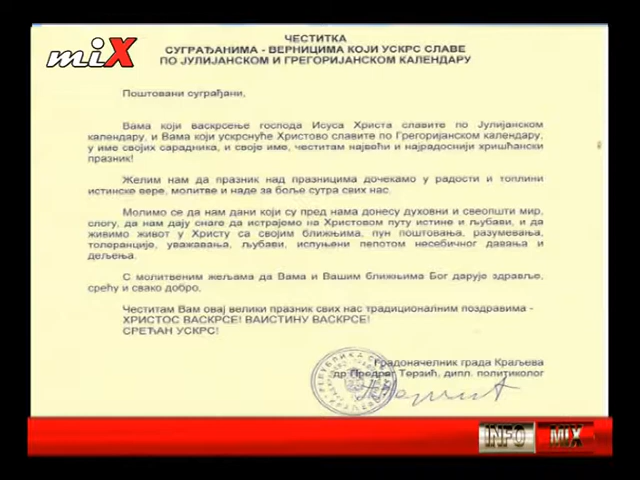 miX
ЧЕСТИТКА
СУГРАЂАНИМА - ВЕРНИЦИМА КОЈИ УСКРС СЛАВЕ
ПО ЈУЛИЈАНСКОМ И ГРЕГОРИЈАНСКОМ КАЛЕНДАРУ
Поштовани суграђани,
Вама који васкрсење господа Исуса Христа славите по Јулијанском
календару, и Вама који ускронуће Христово славите по Грегоријанском календару,
у име својих сарадника, и своје име, честитам највећи и најрадоснији хришћански
празник!
Желим нам да празник над празницима дочекамо у радости и топлини
истинске вере, молитве и наде за боље сутра свих нас.
Молимо се да нам дани који су пред нама донесу духовни и свеопшти мир,
слогу, да нам дају снаге да истрајемо на Христовом путу истине и љубави, и да
живимо живот у Христу са својим ближњима, пун поштовања, разумевања,
толеранције, уважавања, љубави, испуњени лепотом несебичног давања и
дељења.
С молитвеним жељама да Вама и Вашим ближњима Бог дарује здравље,
срећу и свако добро,
Честитам Вам овај велики празник свих нас традиционалним поздравима -
ХРИСТОС ВАСКРСЕ! ВАИСТИНУ ВАСКРСЕ!
СРЕЋАН УСКРС!
Градоначелник града Краљева
др Предраг Терзић, дипл. политиколог
INFO MIX